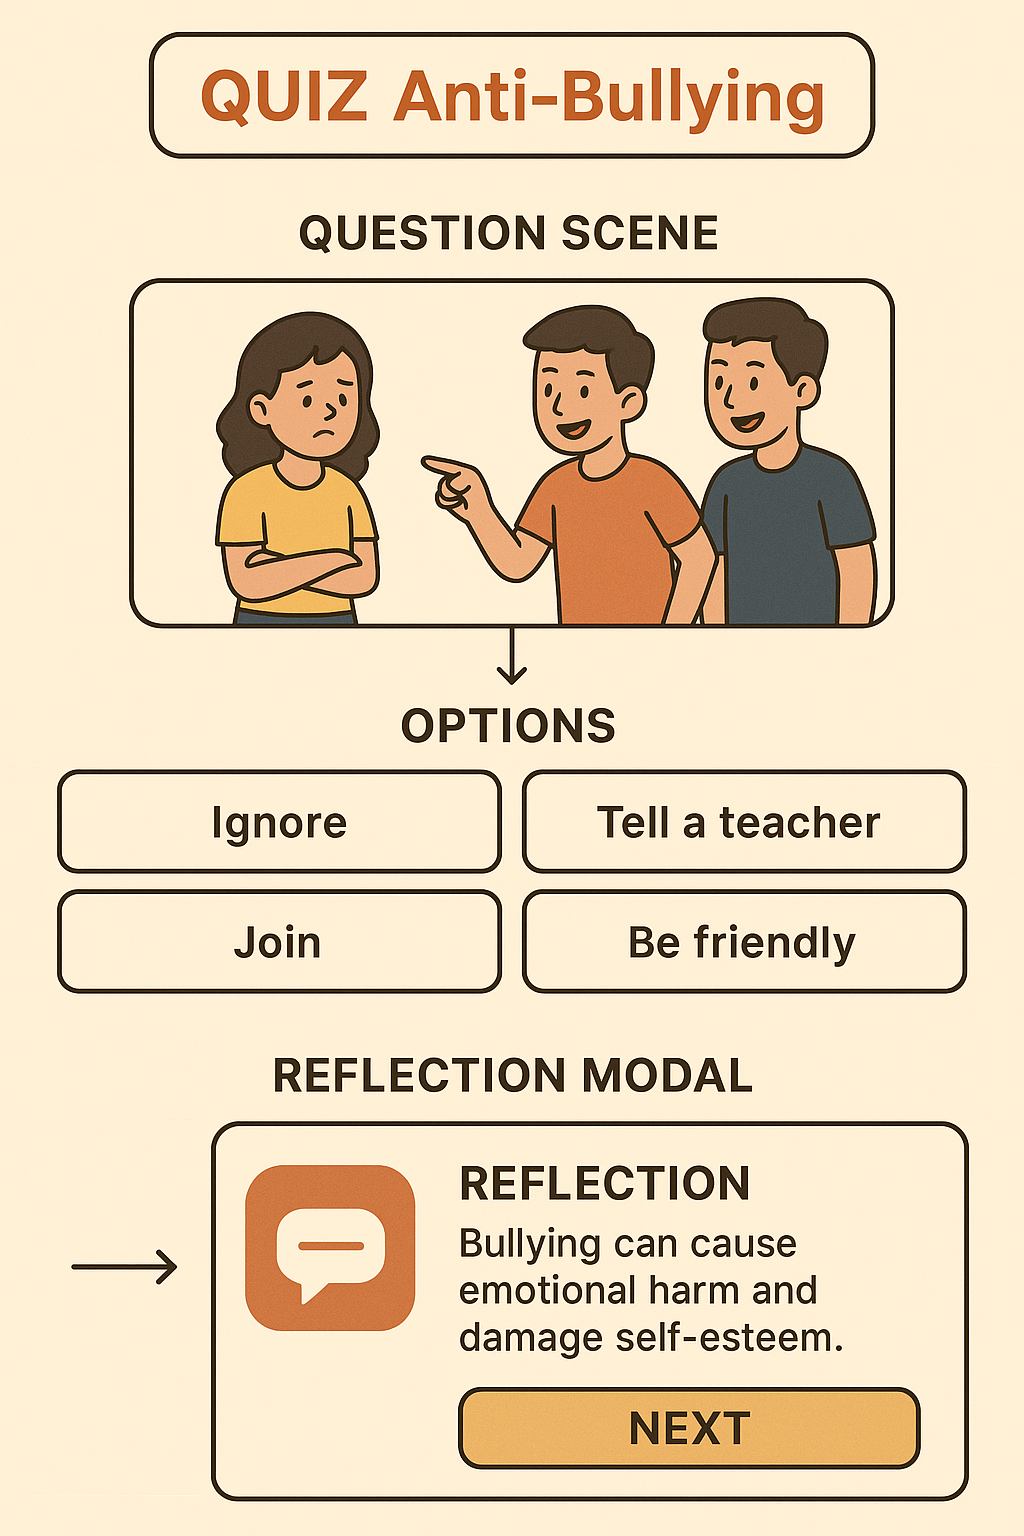 QUIZ Anti-Bullying
QUESTION SCENE
OPTIONS
Ignore
Tell a teacher
Join
Be friendly
REFLECTION MODAL
REFLECTION
Bullying can cause
emotional harm and
damage self-esteem.
NEXT